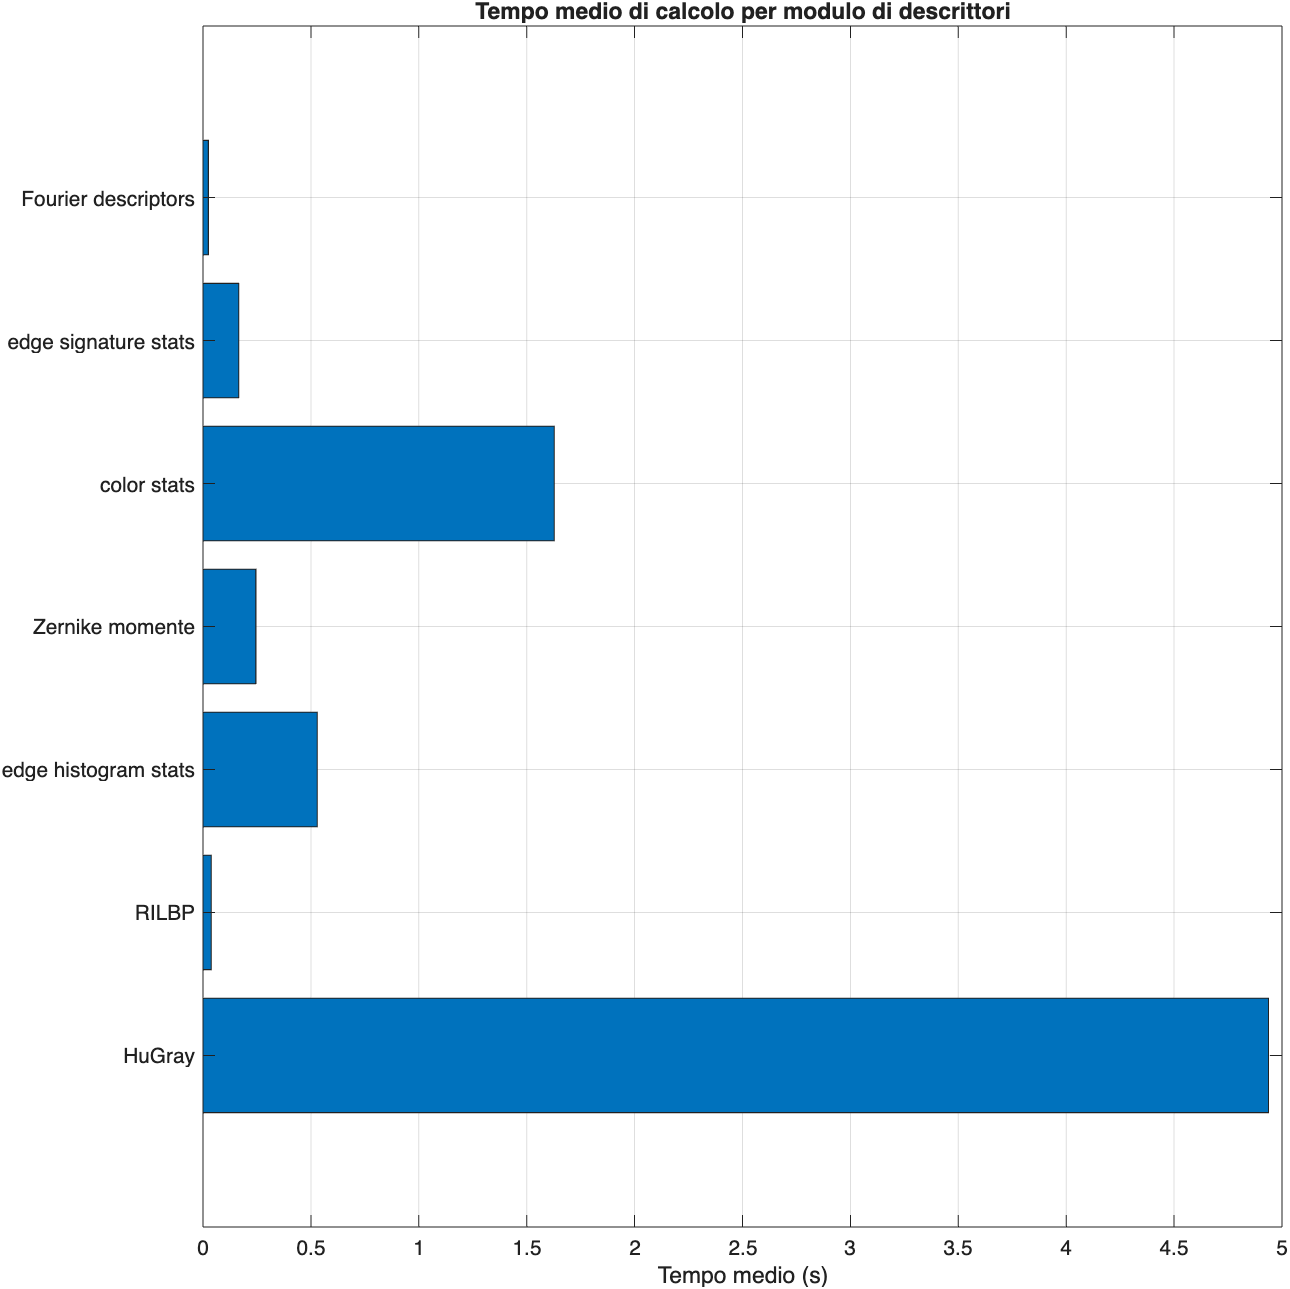 Tempo medio di calcolo per modulo di descrittori
Fourier descriptors
edge signature stats
color stats
Zernike momente
edge histogram stats
RILBP
HuGray
0 0.5 1 1.5 2 2.5 3 3.5 4 4.5 5
Tempo medio (s)